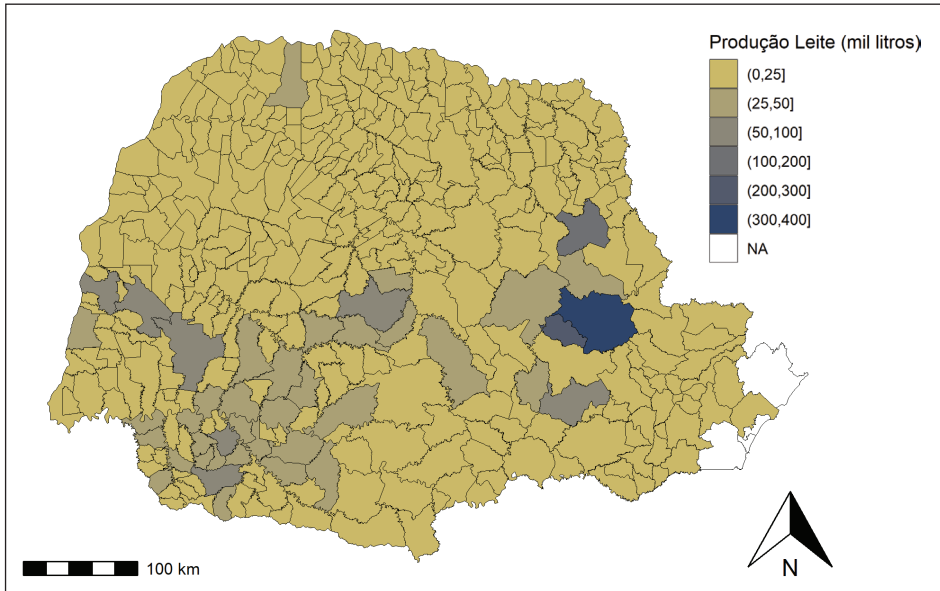 Produção Leite (mil litros)
(0,25]
(25,50]
(50,100]
(100,200]
(200,300]
(300,400]
NA
N
100 km